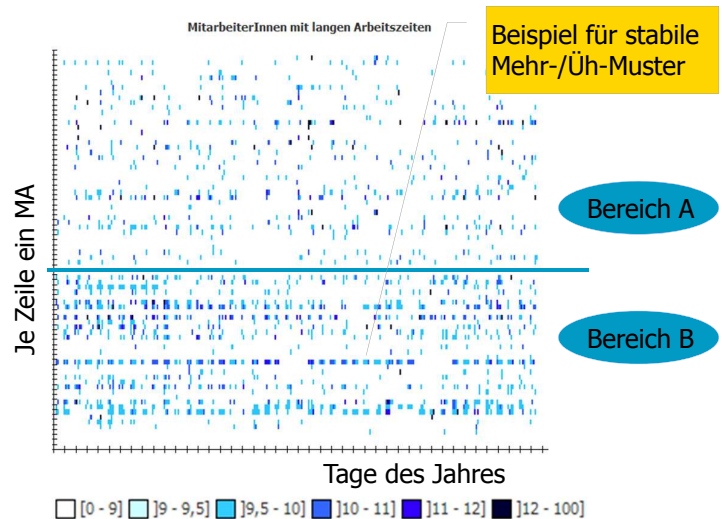 MitarbeiterInnen mit langen Arbeitszeiten
Beispiel für stabile
Mehr-/Üh-Muster
Je Zeile ein MA
Bereich A
Bereich B
Tage des Jahres
[0 - 9] ]9 - 9,5] ]9,5 - 10] ]10 - 11] ]11 - 12] ]12 - 100]